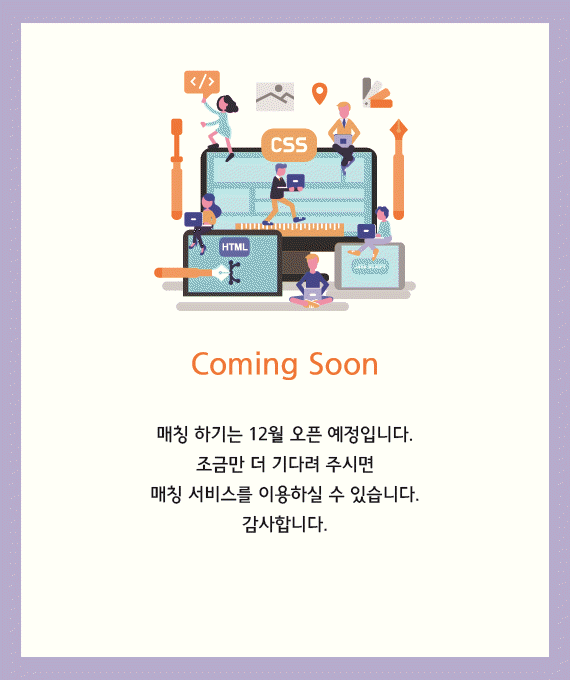 </>
CSS
HTML
Coming Soon
매칭 하기는 12월 오픈 예정입니다.
조금만 더 기다려 주시면
매칭 서비스를 이용하실 수 있습니다.
감사합니다.